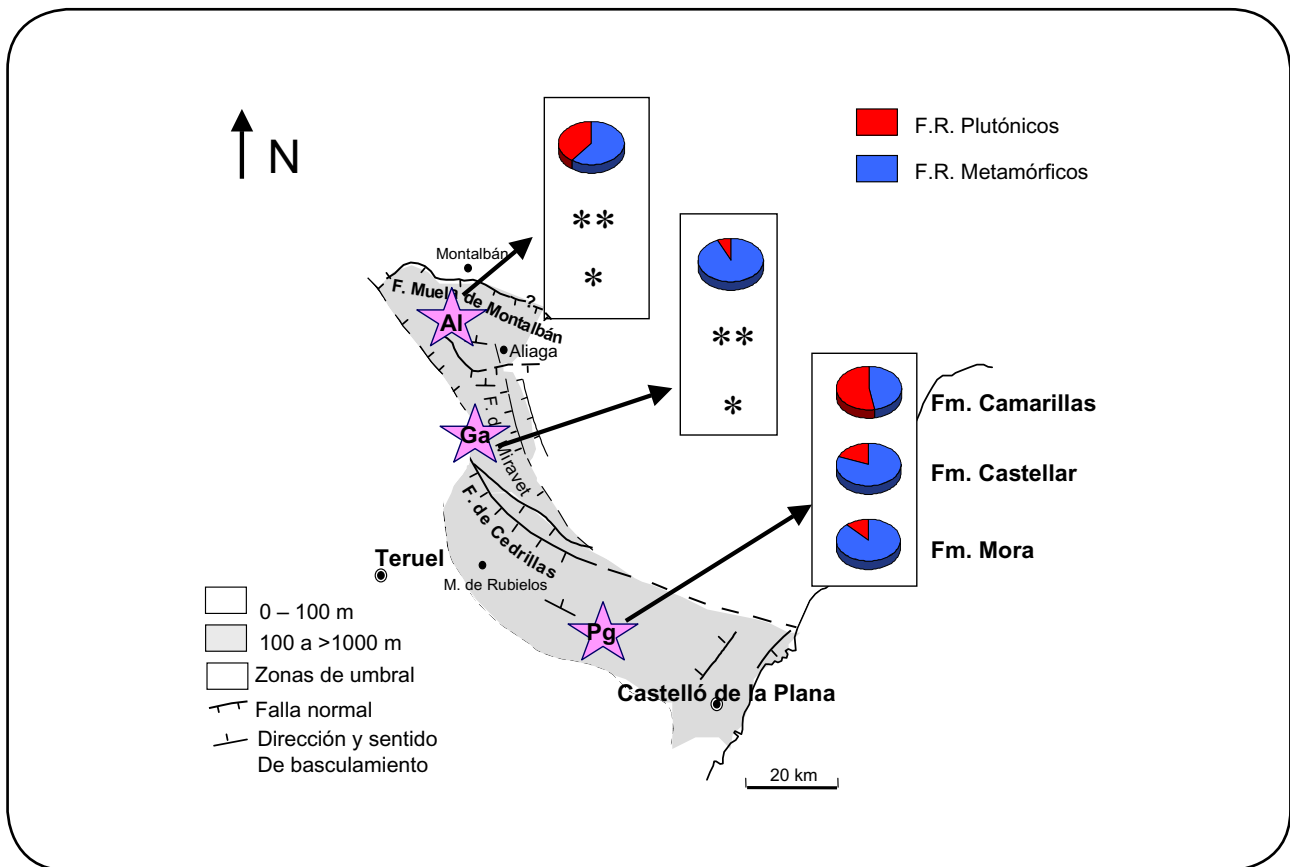 N
F.R. Plutónicos
F.R. Metamórficos
**
*
Montalbán
F. Muela de Montalbán
?
Al
Aliaga
**
*
F. de Miravet
Ga
F. de Cedrillas
Fm. Camarillas
Fm. Castellar
Fm. Mora
Teruel
M. de Rubielos
Pg
Castelló de la Plana
0 – 100 m
100 a >1000 m
Zonas de umbral
Falla normal
Dirección y sentido
De basculamiento
20 km